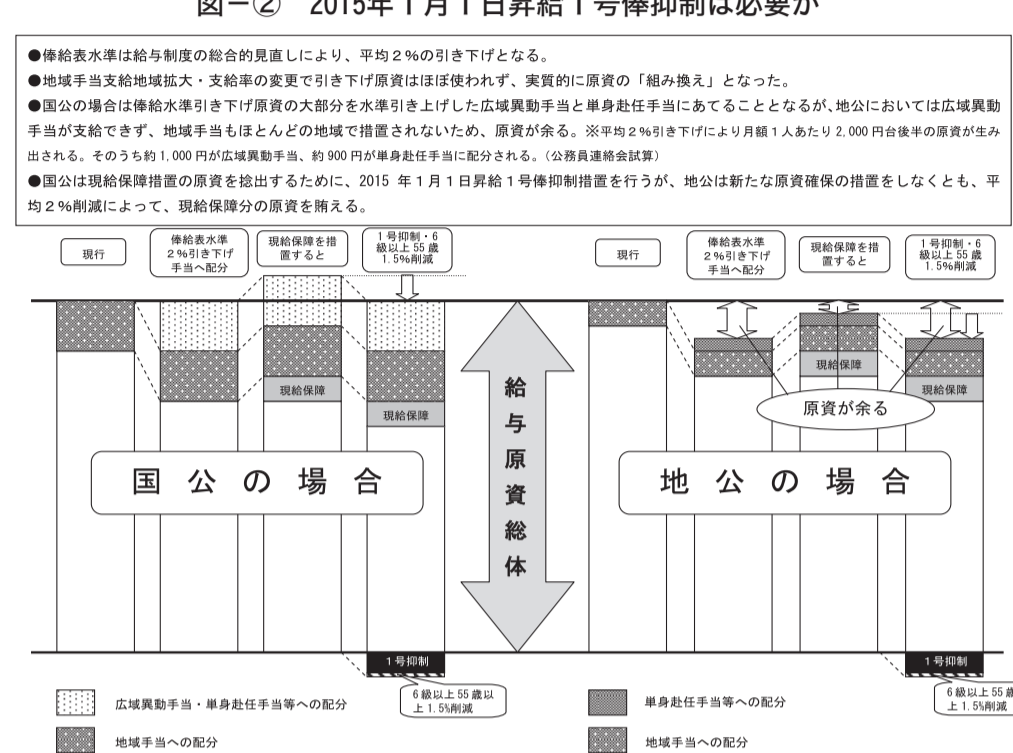 図－② 2015年１月１日昇給１号俸抑制は必要か
●俸給表水準は給与制度の総合的見直しにより、平均２％の引き下げとなる。
●地域手当支給地域拡大・支給率の変更で引き下げ原資はほぼ使われず、実質的に原資の「組み換え」となった。
●国公の場合は俸給水準引き下げ原資の大部分を水準引き上げした広域異動手当と単身赴任手当にあてることとなるが、地公においては広域異動
手当が支給できず、地域手当もほとんどの地域で措置されないため、原資が余る。※平均２％引き下げにより月額１人あたり 2,000 円台後半の原資が生み
出される。そのうち約 1,000 円が広域異動手当、約 900 円が単身赴任手当に配分される。（公務員連絡会試算）
●国公は現給保障措置の原資を捻出するために、2015 年１月１日昇給１号俸抑制措置を行うが、地公は新たな原資確保の措置をしなくとも、平
均２％削減によって、現給保障分の原資を賄える。
現行
俸給表水準
２％引き下げ
手当へ配分
現給保障を措
置すると
１号抑制・６
級以上 55 歳
1.5％削減
現行
俸給表水準
２％引き下げ
手当へ配分
現給保障を措
置すると
１号抑制・６
級以上 55 歳
1.5％削減
現給保障
現給保障
給与原資総体
現給保障
現給保障
原資が余る
国公の場合
地公の場合
１号抑制
６級以上 55 歳以
上 1.5%削減
１号抑制
６級以上 55 歳
上 1.5%削減
広域異動手当・単身赴任手当等への配分
地域手当への配分
単身赴任手当等への配分
地域手当への配分